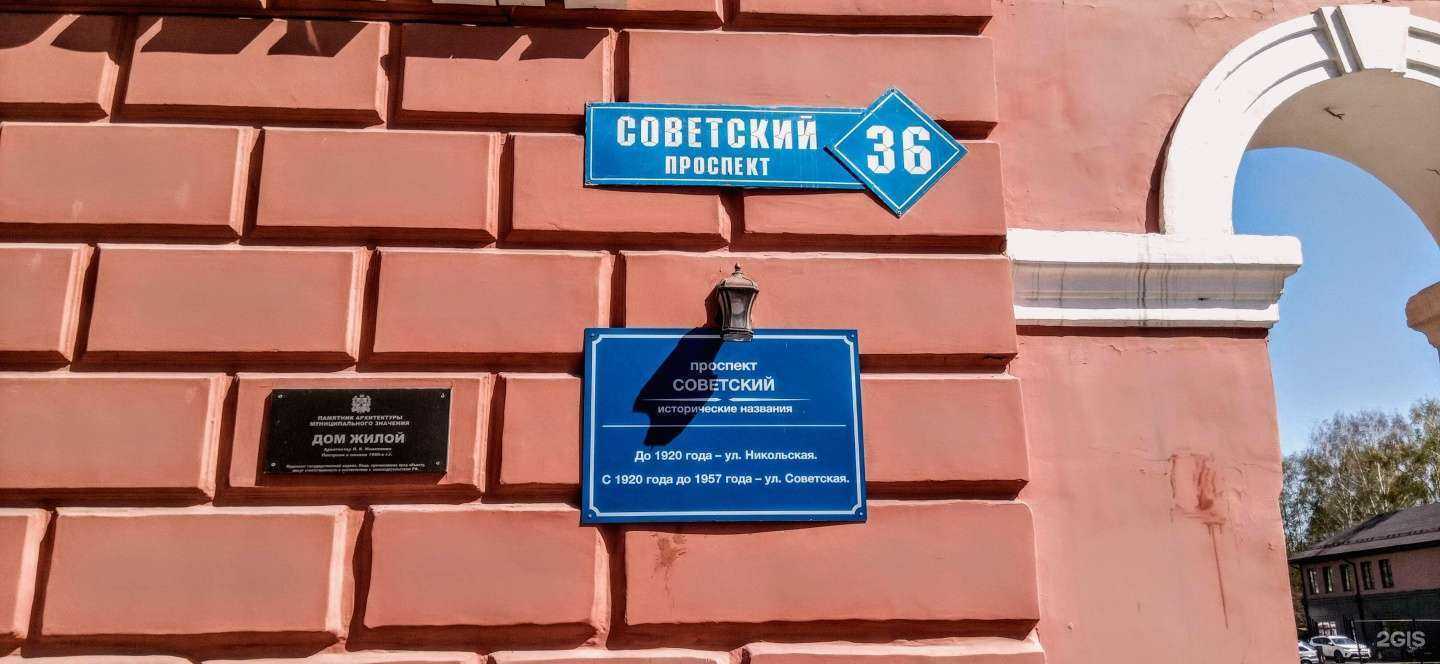 СОВЕТСКИЙ
ПРОСПЕКТ
36
проспект
СОВЕТСКИЙ
исторические названия
До 1920 года – ул. Никольская.
С 1920 года до 1957 года – ул. Советская.
ПАМЯТНИК АРХИТЕКТУРЫ
МУНИЦИПАЛЬНОГО ЗНАЧЕНИЯ
ДОМ ЖИЛОЙ
2GIS